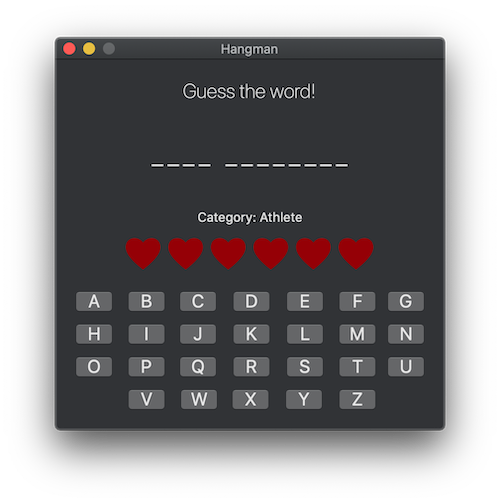 Hangman
Guess the word!
____ ________
Category: Athlete
A B C D E F G
H I J K L M N
O P Q R S T U
V W X Y Z